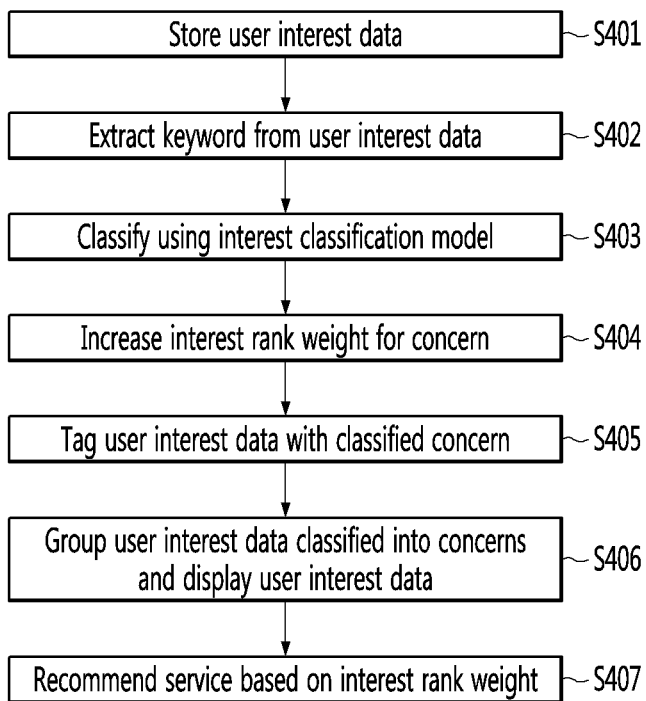 Store user interest data
S401
Extract keyword from user interest data
S402
Classify using interest classification model
S403
Increase interest rank weight for concern
S404
Tag user interest data with classified concern
S405
Group user interest data classified into concerns
and display user interest data
S406
Recommend service based on interest rank weight
S407